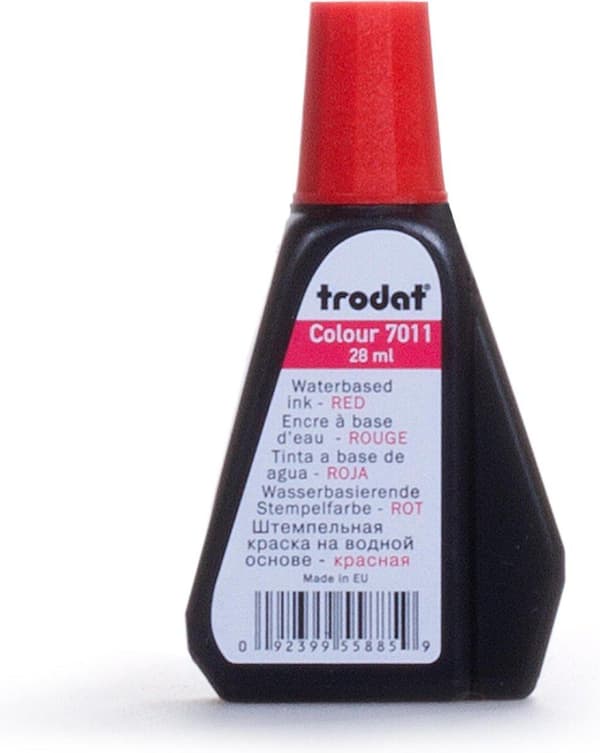 trodat®
Colour 7011
28 ml
Waterbased
ink - RED
Encre à base
d'eau - ROUGE
Tinta a base de
agua - ROJA
Wasserbasierende
Stempelfarbe - ROT
Штемпельная
краска на водной
основе - красная
Made in EU
0 92399 55885 9